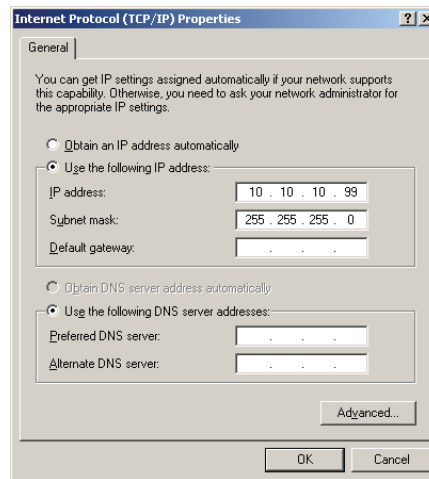 Internet Protocol (TCP/IP) Properties
General
You can get IP settings assigned automatically if your network supports
this capability. Otherwise, you need to ask your network administrator for
the appropriate IP settings.
Obtain an IP address automatically
Use the following IP address:
IP address: 10 . 10 . 10 . 99
Subnet mask: 255 . 255 . 255 . 0
Default gateway: . . .
Obtain DNS server address automatically
Use the following DNS server addresses:
Preferred DNS server: . . .
Alternate DNS server: . . .
Advanced...
OK Cancel